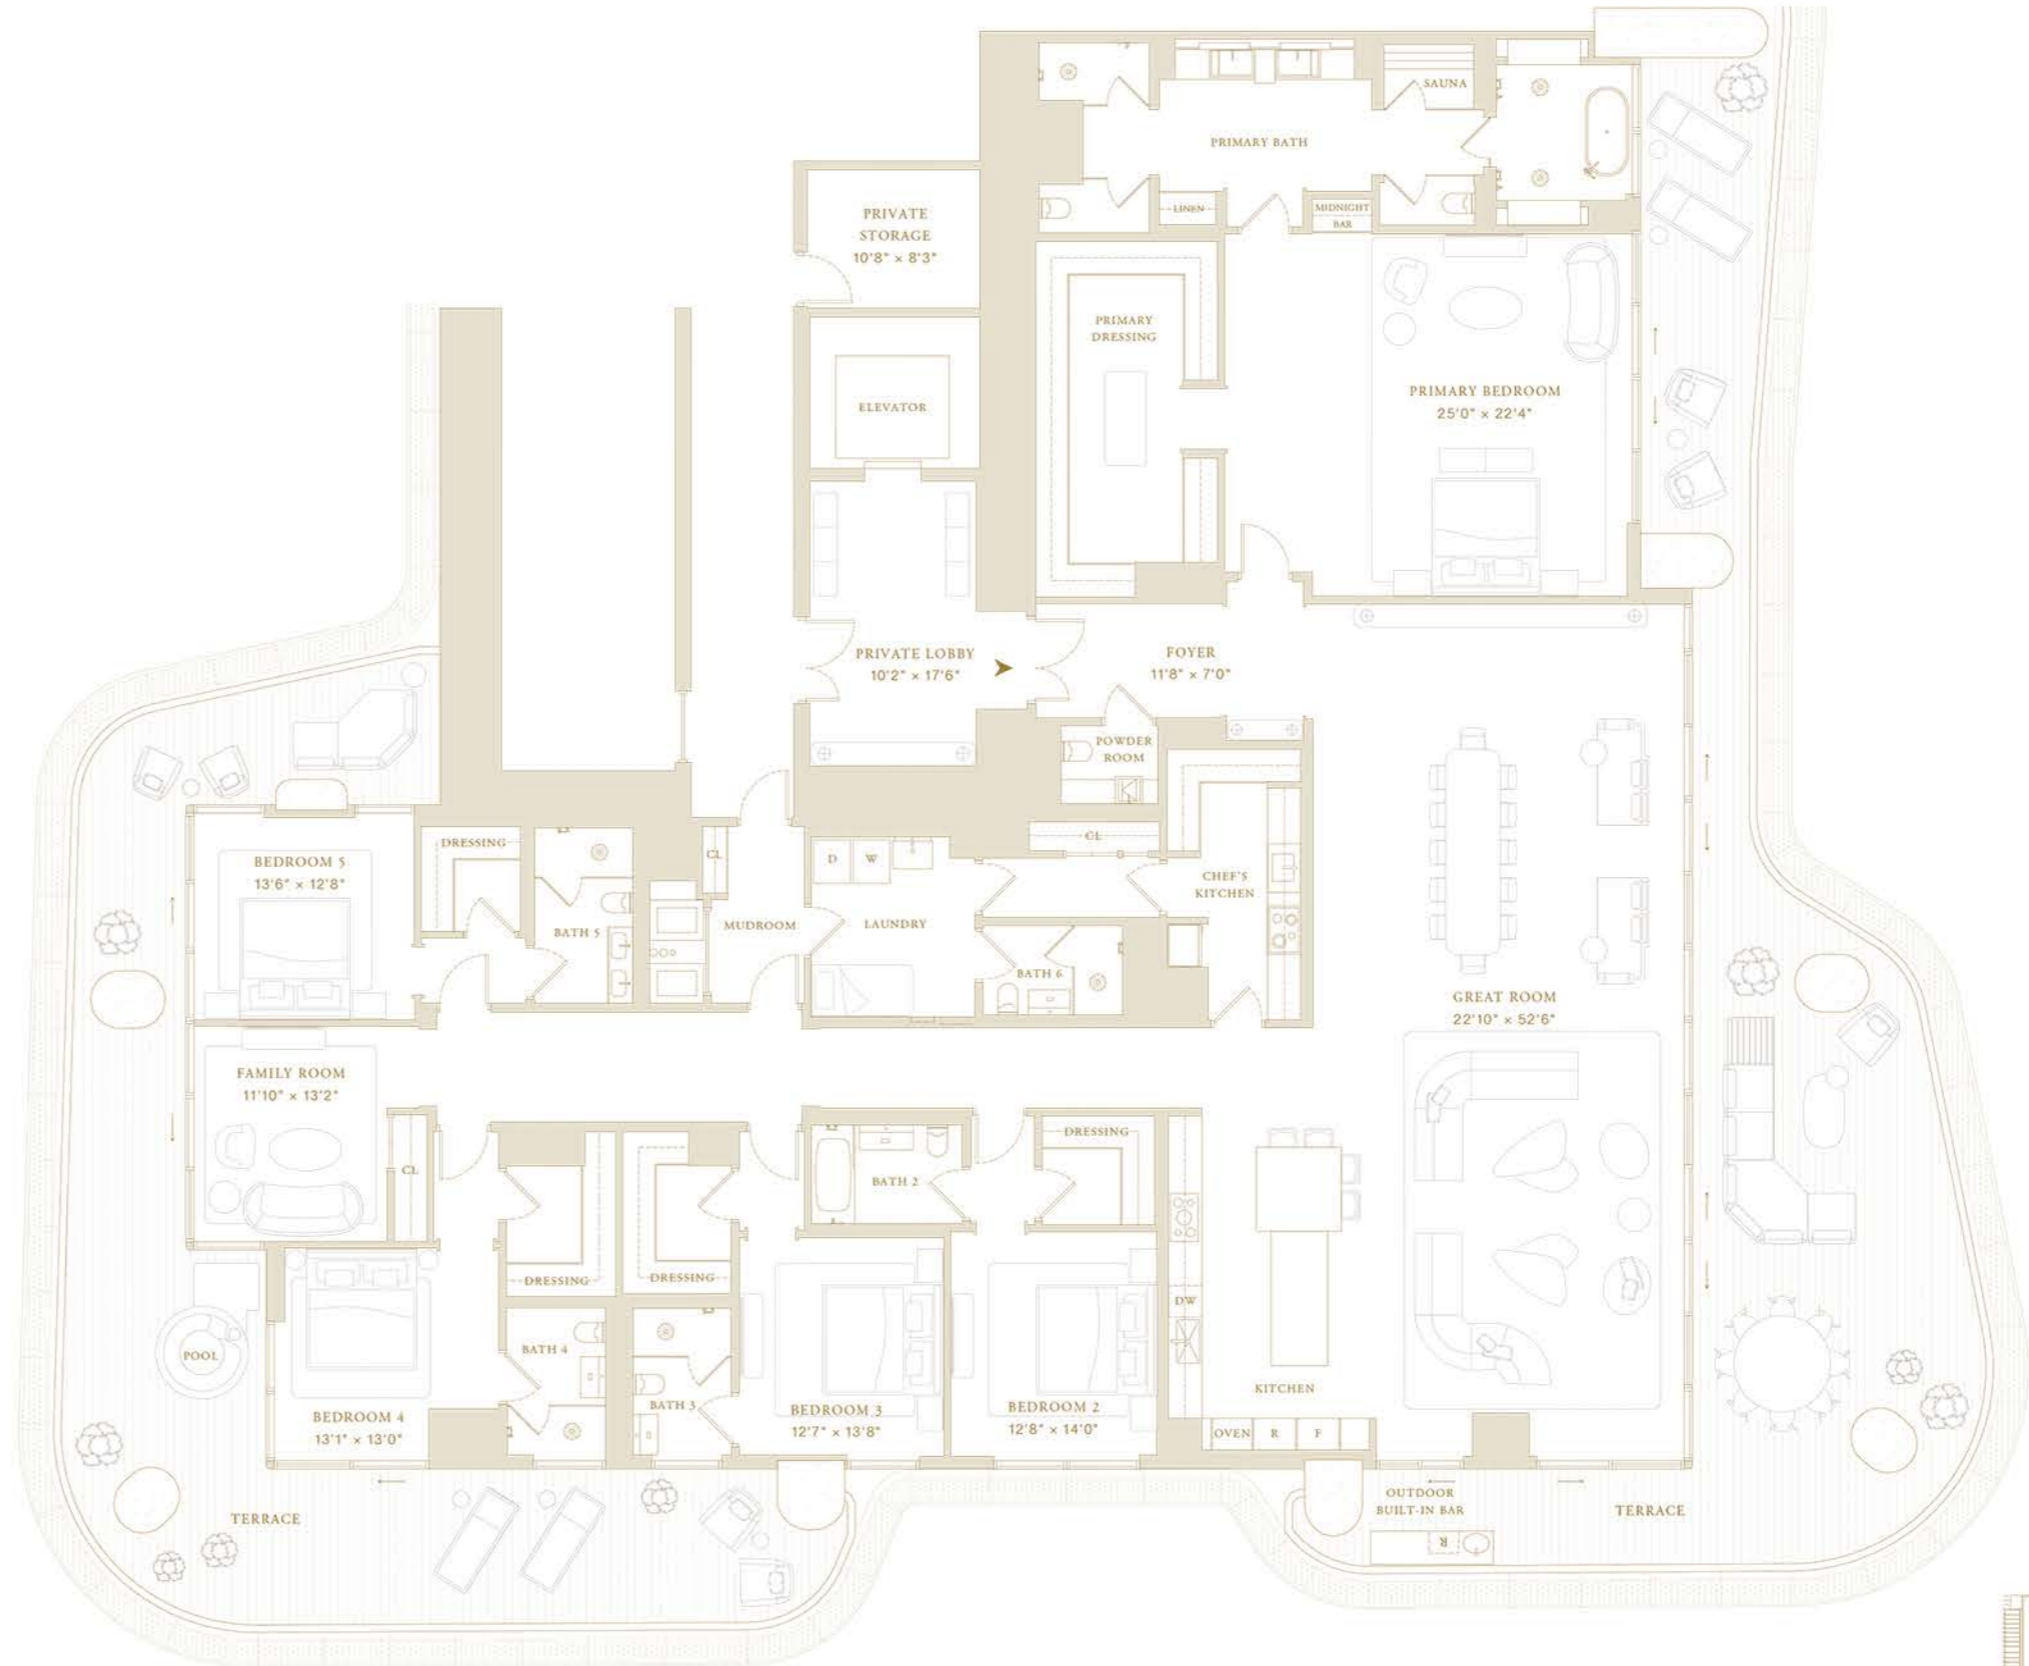 SAUNA
PRIMARY BATH
LINEN
MIDNIGHT
BAR
PRIVATE
STORAGE
10'8" × 8'3"
PRIMARY
DRESSING
PRIMARY BEDROOM
25'0" × 22'4"
ELEVATOR
PRIVATE LOBBY
10'2" × 17'6"
FOYER
11'8" × 7'0"
POWDER
ROOM
CL
DRESSING
BEDROOM 5
13'6" × 12'8"
BATH 5
CL
MUDROOM
D
W
LAUNDRY
CHEF'S
KITCHEN
BATH 6
GREAT ROOM
22'10" × 52'6"
FAMILY ROOM
11'10" × 13'2"
CL
DRESSING
BATH 2
DRESSING
DRESSING
DW
POOL
BATH 4
KITCHEN
BEDROOM 4
13'1" × 13'0"
BATH 3
BEDROOM 3
12'7" × 13'8"
BEDROOM 2
12'8" × 14'0"
OVEN
R
F
OUTDOOR
BUILT-IN BAR
R
TERRACE
TERRACE